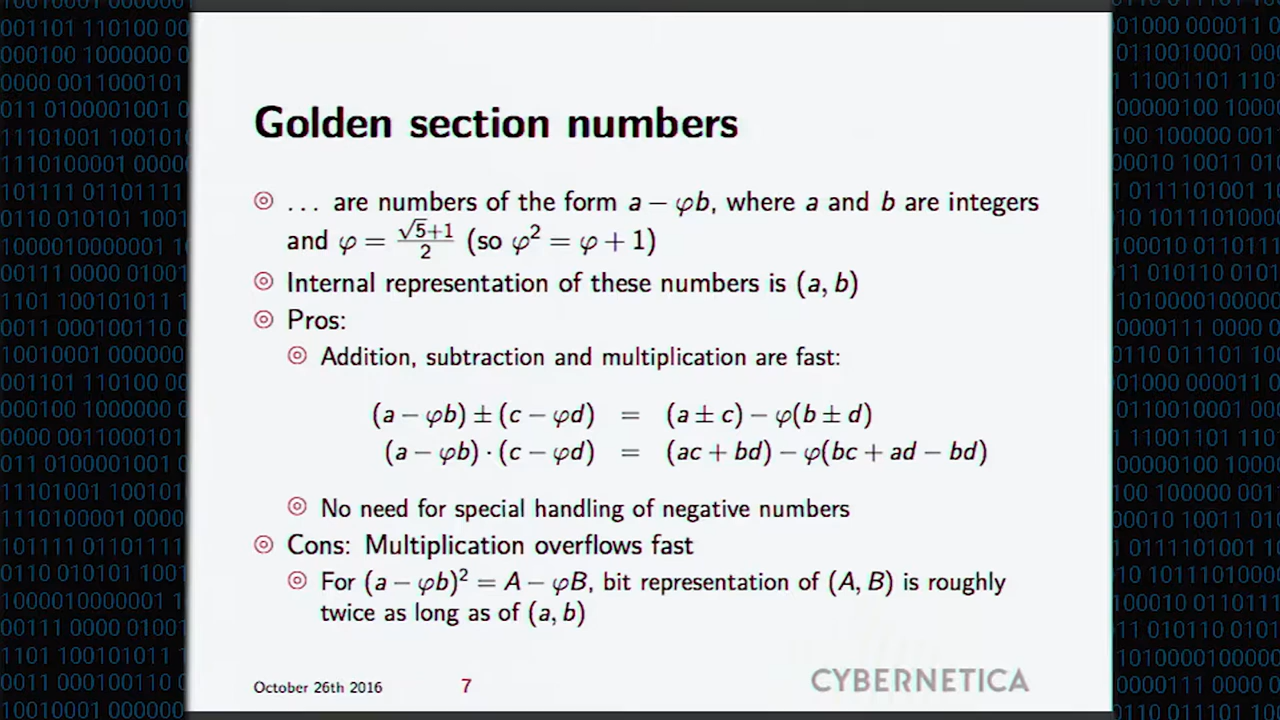 Golden section numbers
... are numbers of the form a − φb, where a and b are integers
and φ = (√5+1)/2 (so φ² = φ + 1)
Internal representation of these numbers is (a, b)
Pros:
Addition, subtraction and multiplication are fast:
(a − φb) ± (c − φd) = (a ± c) − φ(b ± d)
(a − φb) · (c − φd) = (ac + bd) − φ(bc + ad − bd)
No need for special handling of negative numbers
Cons: Multiplication overflows fast
For (a − φb)² = A − φB, bit representation of (A, B) is roughly
twice as long as of (a, b)
October 26th 2016 7 CYBERNETICA